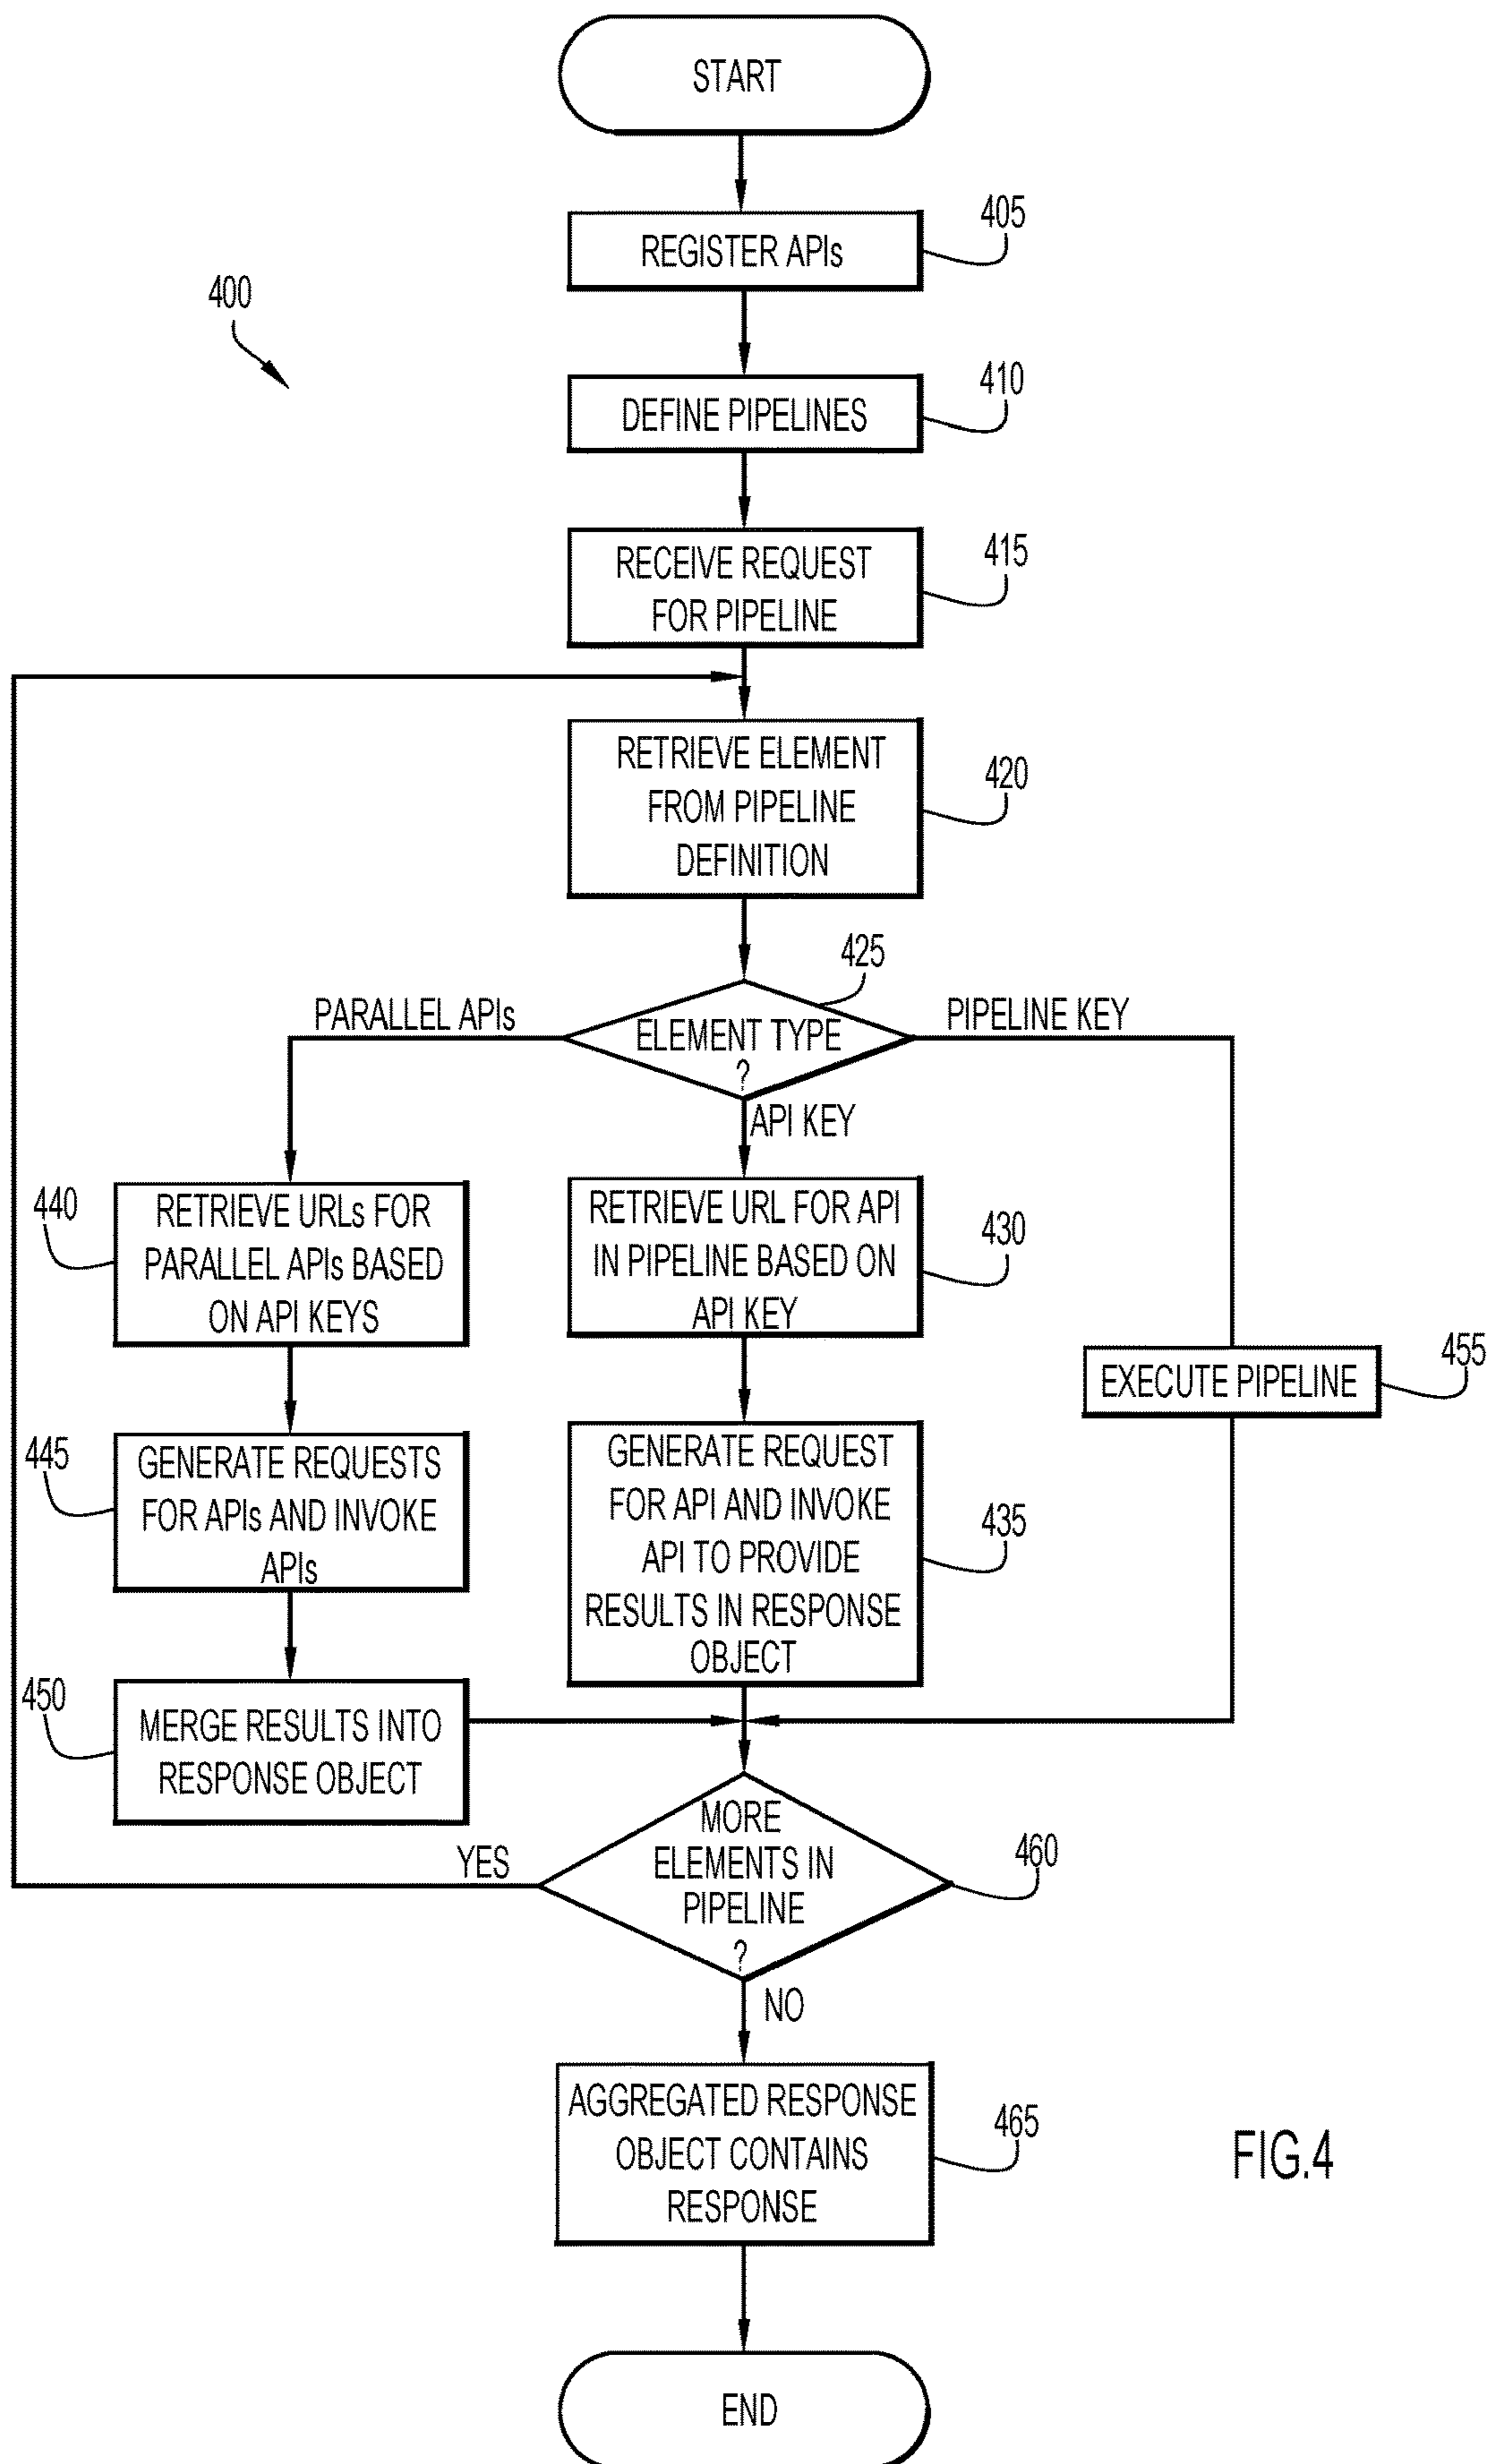 START
405
REGISTER APIs
400
410
DEFINE PIPELINES
415
RECEIVE REQUEST
FOR PIPELINE
420
RETRIEVE ELEMENT
FROM PIPELINE
DEFINITION
425
PARALLEL APIs
ELEMENT TYPE
?
PIPELINE KEY
API KEY
440
RETRIEVE URLs FOR
PARALLEL APIs BASED
ON API KEYS
RETRIEVE URL FOR API
IN PIPELINE BASED ON
API KEY
430
455
EXECUTE PIPELINE
445
GENERATE REQUESTS
FOR APIs AND INVOKE
APIs
GENERATE REQUEST
FOR API AND INVOKE
API TO PROVIDE
RESULTS IN RESPONSE
OBJECT
435
450
MERGE RESULTS INTO
RESPONSE OBJECT
YES
MORE
ELEMENTS IN
PIPELINE
?
460
NO
AGGREGATED RESPONSE
OBJECT CONTAINS
RESPONSE
465
FIG.4
END